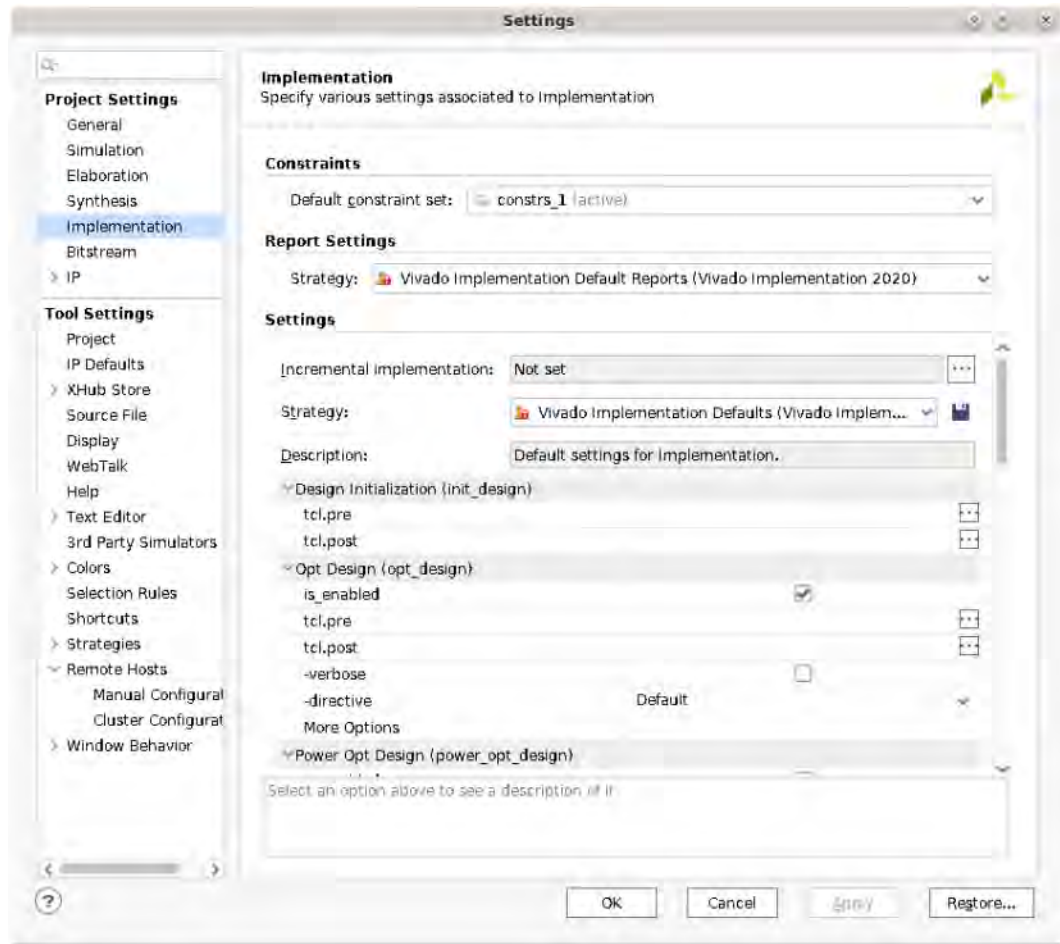 Settings
Project Settings
General
Simulation
Elaboration
Synthesis
Implementation
Bitstream
IP
Tool Settings
Project
IP Defaults
XHub Store
Source File
Display
WebTalk
Help
Text Editor
3rd Party Simulators
Colors
Selection Rules
Shortcuts
Strategies
Remote Hosts
Manual Configurat
Cluster Configurat
Window Behavior
Implementation
Specify various settings associated to Implementation
Constraints
Default constraint set: constrs_1 (active)
Report Settings
Strategy: Vivado Implementation Default Reports (Vivado Implementation 2020)
Settings
Incremental implementation: Not set
Strategy: Vivado Implementation Defaults (Vivado Implem...
Description: Default settings for Implementation.
Design Initialization (init_design)
tcl.pre
tcl.post
Opt Design (opt_design)
is_enabled
tcl.pre
tcl.post
-verbose
-directive Default
More Options
Power Opt Design (power_opt_design)
Select an option above to see a description of it
? OK Cancel Apply Restore...